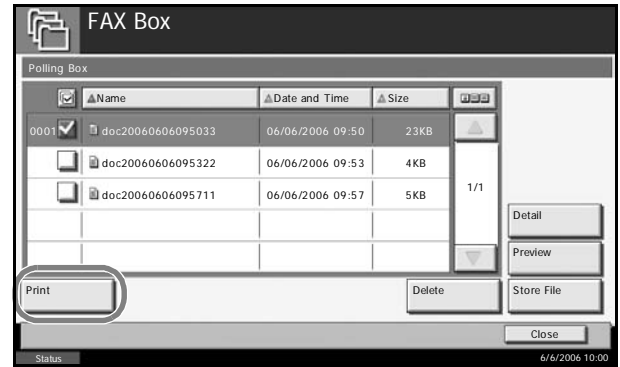 FAX Box
Polling Box
Name Date and Time Size
0001 doc20060606095033 06/06/2006 09:50 23KB
doc20060606095322 06/06/2006 09:53 4KB
doc20060606095711 06/06/2006 09:57 5KB
1/1
Detail
Preview
Print Delete Store File
Close
Status 6/6/2006 10:00